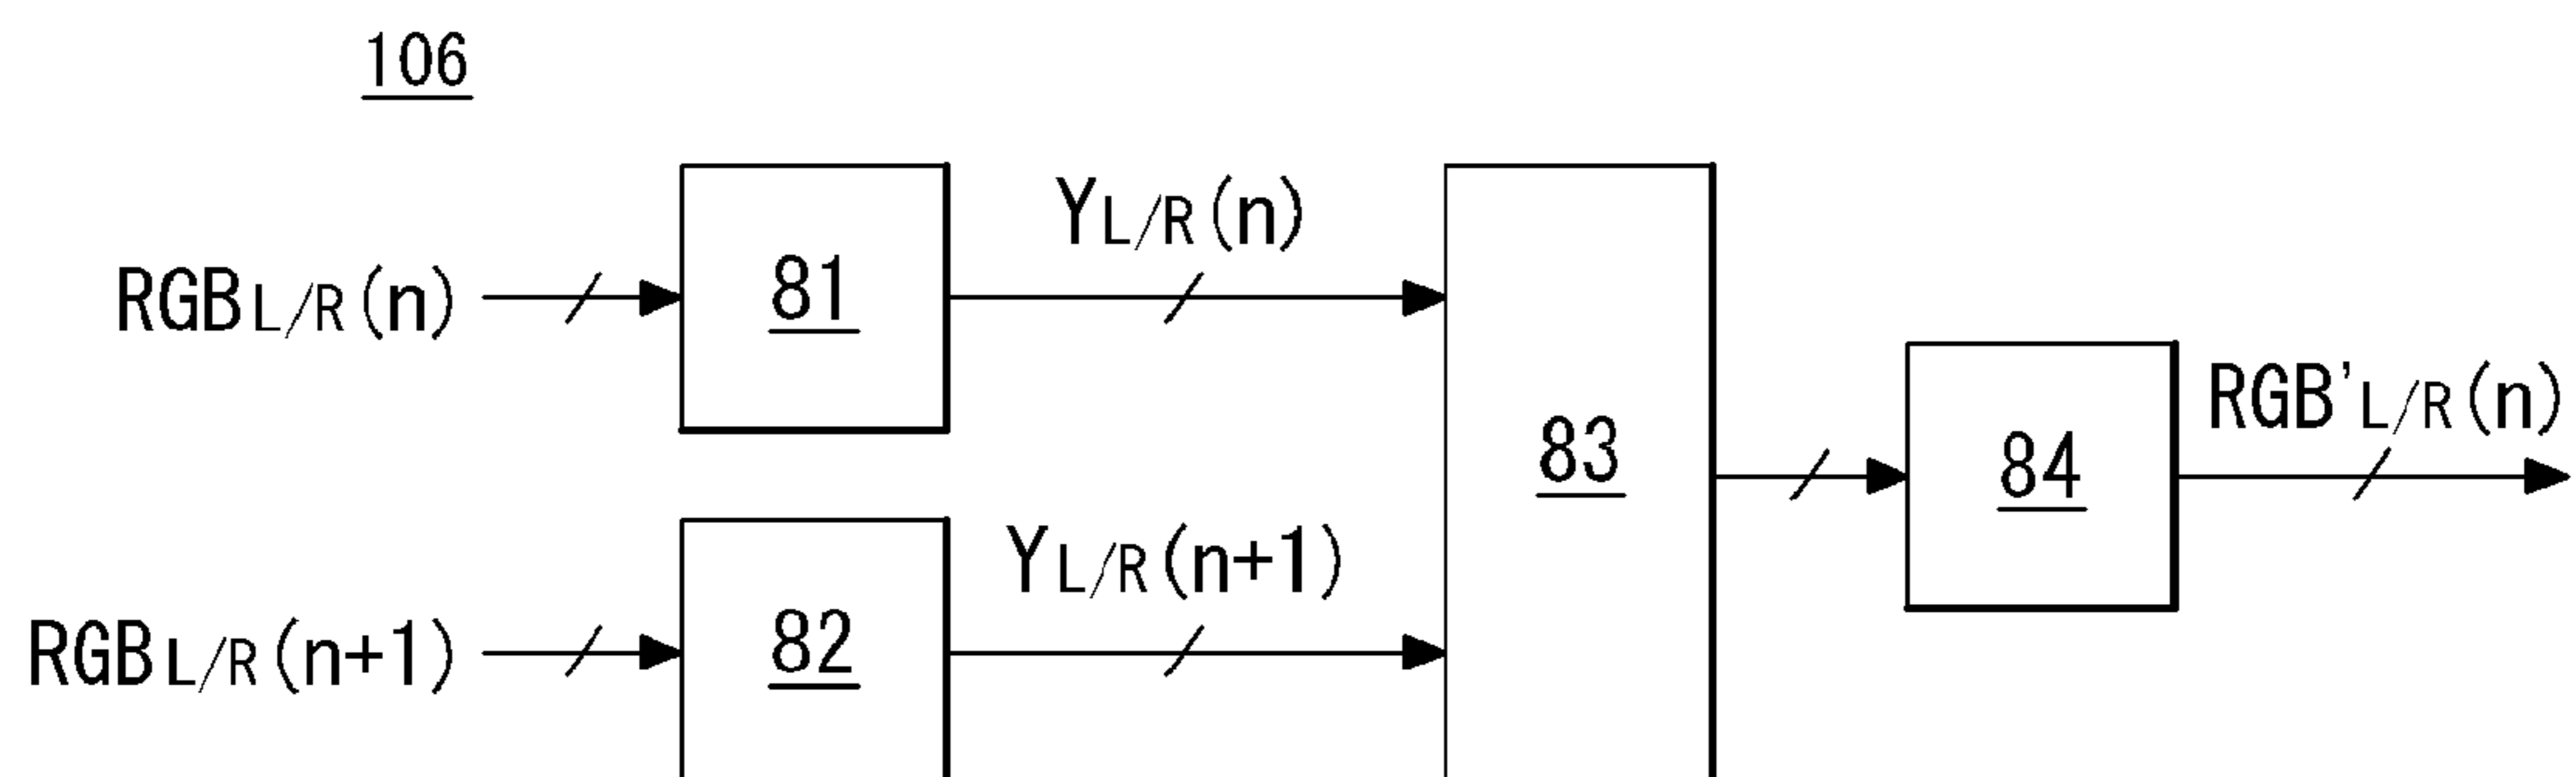 106
YL/R(n)
RGBL/R(n)
81
RGB'L/R(n)
83
84
YL/R(n+1)
RGBL/R(n+1)
82